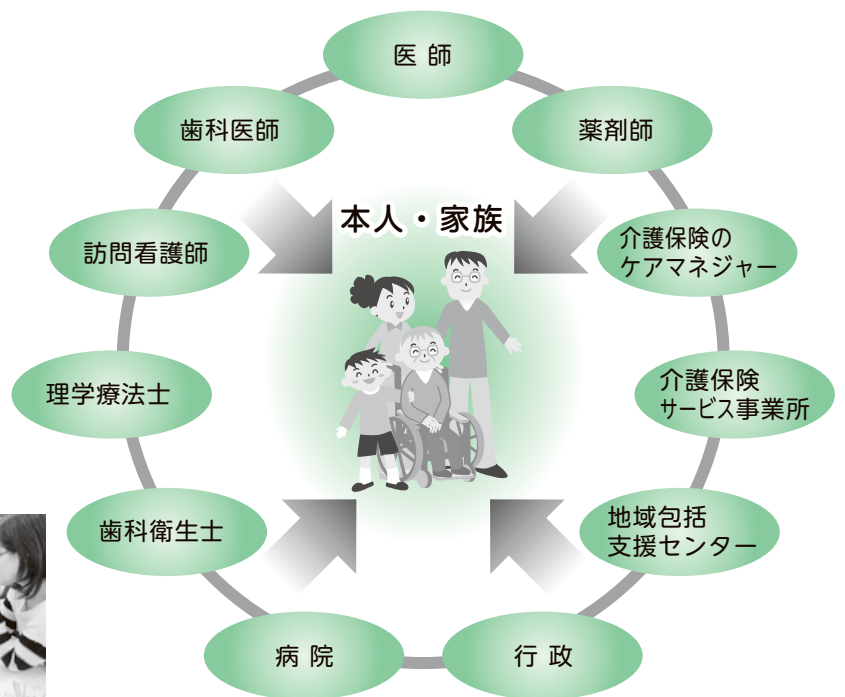 医 師
歯科医師
薬剤師
本人・家族
訪問看護師
介護保険の
ケアマネジャー
理学療法士
介護保険
サービス事業所
歯科衛生士
地域包括
支援センター
病 院
行 政